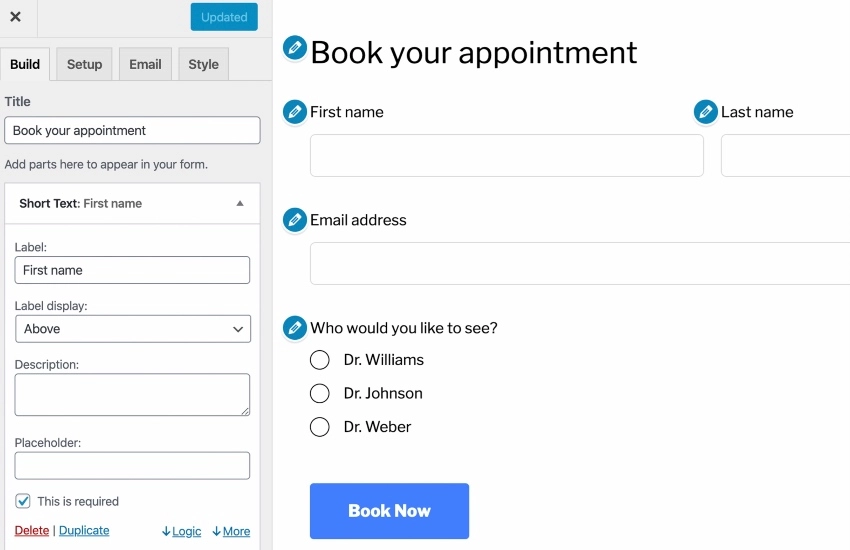 Updated
Build Setup Email Style
Title
Book your appointment
Add parts here to appear in your form.
Short Text: First name
Label:
First name
Label display:
Above
Description:
Placeholder:
This is required
Delete | Duplicate
Logic More
Book your appointment
First name Last name
Email address
Who would you like to see?
Dr. Williams
Dr. Johnson
Dr. Weber
Book Now